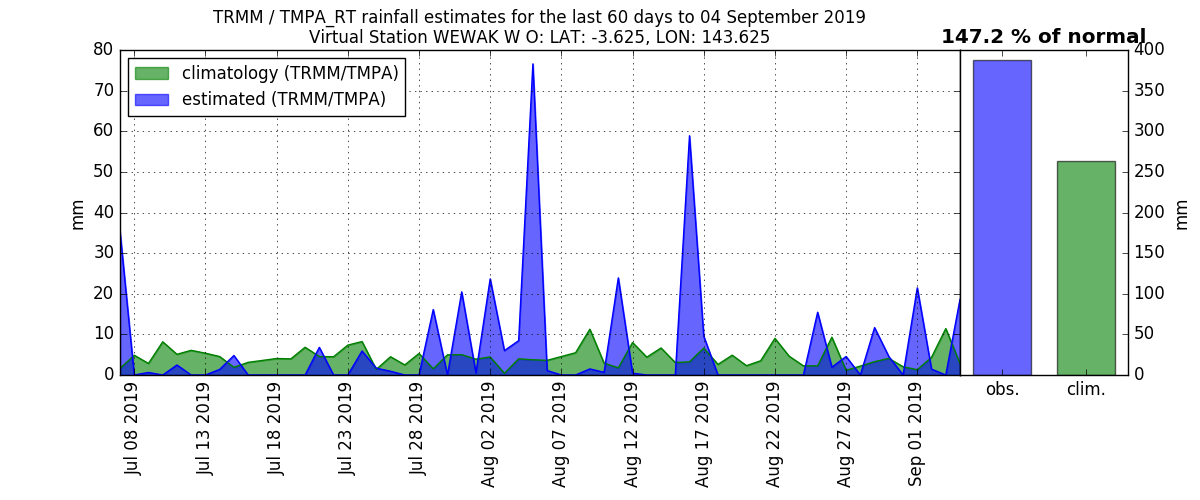 TRMM / TMPA_RT rainfall estimates for the last 60 days to 04 September 2019
Virtual Station WEWAK W O: LAT: -3.625, LON: 143.625
147.2 % of normal
climatology (TRMM/TMPA)
estimated (TRMM/TMPA)
80
70
60
50
40
30
20
10
0
mm
Jul 08 2019
Jul 13 2019
Jul 18 2019
Jul 23 2019
Jul 28 2019
Aug 02 2019
Aug 07 2019
Aug 12 2019
Aug 17 2019
Aug 22 2019
Aug 27 2019
Sep 01 2019
obs.
clim.
400
350
300
250
200
150
100
50
0
mm